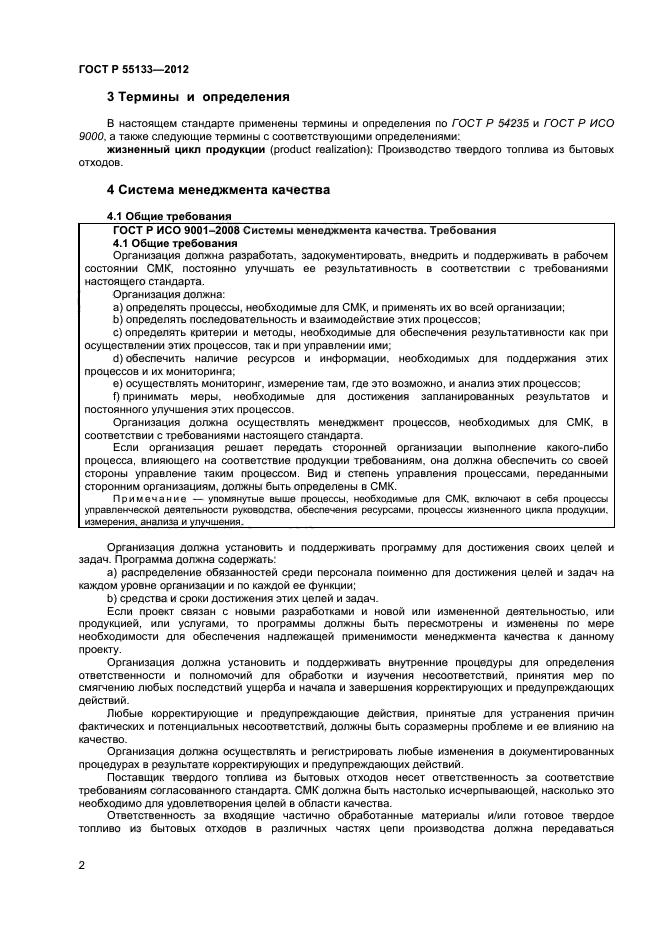 ГОСТ Р 55133—2012
3 Термины и определения
В настоящем стандарте применены термины и определения по ГОСТ Р 54235 и ГОСТ Р ИСО
9000, а также следующие термины с соответствующими определениями:
жизненный цикл продукции (product realization): Производство твердого топлива из бытовых
отходов.
4 Система менеджмента качества
4.1 Общие требования
ГОСТ Р ИСО 9001–2008 Системы менеджмента качества. Требования
4.1 Общие требования
Организация должна разработать, задокументировать, внедрить и поддерживать в рабочем
состоянии СМК, постоянно улучшать ее результативность в соответствии с требованиями
настоящего стандарта.
Организация должна:
a) определять процессы, необходимые для СМК, и применять их во всей организации;
b) определять последовательность и взаимодействие этих процессов;
c) определять критерии и методы, необходимые для обеспечения результативности как при
осуществлении этих процессов, так и при управлении ими;
d) обеспечить наличие ресурсов и информации, необходимых для поддержания этих
процессов и их мониторинга;
e) осуществлять мониторинг, измерение там, где это возможно, и анализ этих процессов;
f) принимать меры, необходимые для достижения запланированных результатов и
постоянного улучшения этих процессов.
Организация должна осуществлять менеджмент процессов, необходимых для СМК, в
соответствии с требованиями настоящего стандарта.
Если организация решает передать сторонней организации выполнение какого-либо
процесса, влияющего на соответствие продукции требованиям, она должна обеспечить со своей
стороны управление таким процессом. Вид и степень управления процессами, переданными
сторонним организациям, должны быть определены в СМК.
Примечание — упомянутые выше процессы, необходимые для СМК, включают в себя процессы
управленческой деятельности руководства, обеспечения ресурсами, процессы жизненного цикла продукции,
измерения, анализа и улучшения.
Организация должна установить и поддерживать программу для достижения своих целей и
задач. Программа должна содержать:
a) распределение обязанностей среди персонала поименно для достижения целей и задач на
каждом уровне организации и по каждой ее функции;
b) средства и сроки достижения этих целей и задач.
Если проект связан с новыми разработками и новой или измененной деятельностью, или
продукцией, или услугами, то программы должны быть пересмотрены и изменены по мере
необходимости для обеспечения надлежащей применимости менеджмента качества к данному
проекту.
Организация должна установить и поддерживать внутренние процедуры для определения
ответственности и полномочий для обработки и изучения несоответствий, принятия мер по
смягчению любых последствий ущерба и начала и завершения корректирующих и предупреждающих
действий.
Любые корректирующие и предупреждающие действия, принятые для устранения причин
фактических и потенциальных несоответствий, должны быть соразмерны проблеме и ее влиянию на
качество.
Организация должна осуществлять и регистрировать любые изменения в документированных
процедурах в результате корректирующих и предупреждающих действий.
Поставщик твердого топлива из бытовых отходов несет ответственность за соответствие
требованиям согласованного стандарта. СМК должна быть настолько исчерпывающей, насколько это
необходимо для удовлетворения целей в области качества.
Ответственность за входящие частично обработанные материалы и/или готовое твердое
топливо из бытовых отходов в различных частях цепи производства должна передаваться
2